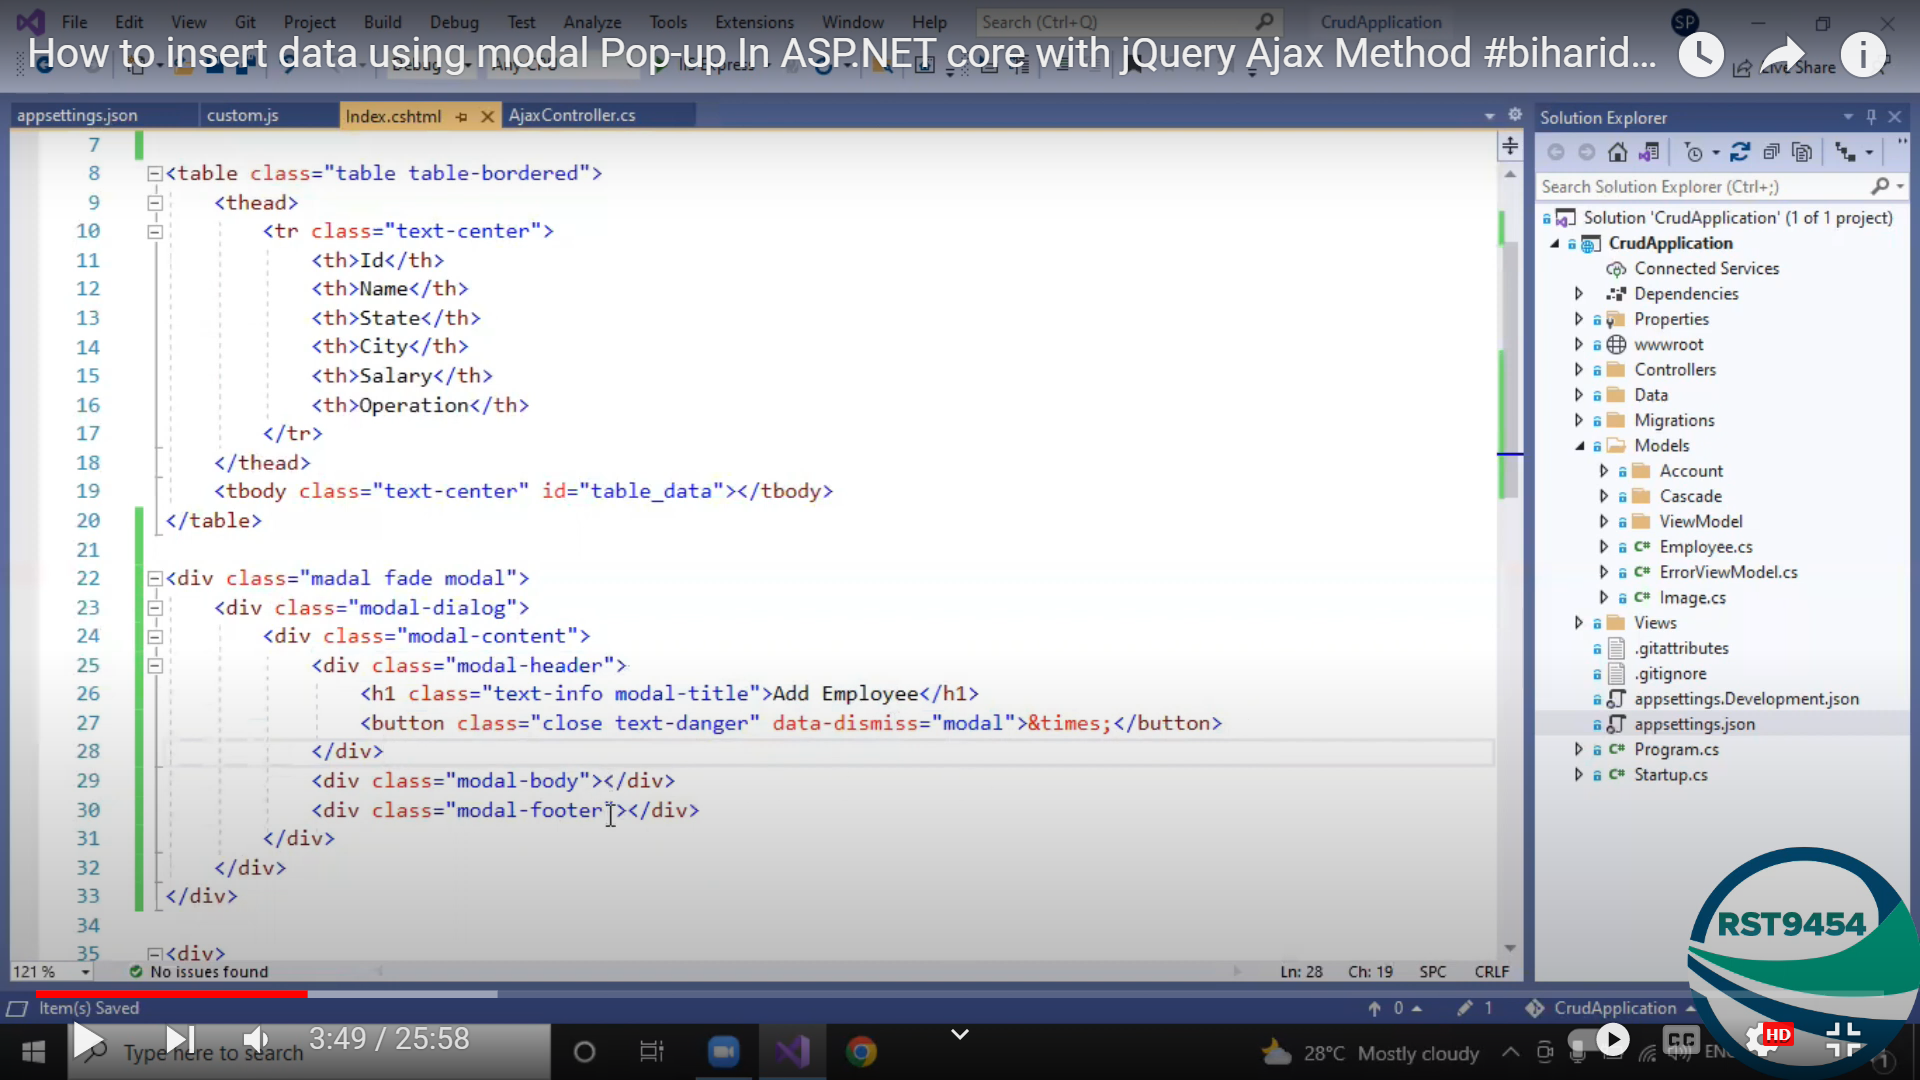 File Edit View Git Project Build Debug Test Analyze Tools Extensions Window Help Search (Ctrl+Q) CrudApplication SP
How to insert data using modal Pop-up In ASP.NET core with jQuery Ajax Method #biharid...
Live Share
appsettings.json custom.js Index.cshtml AjaxController.cs
7
8 <table class="table table-bordered">
9 <thead>
10 <tr class="text-center">
11 <th>Id</th>
12 <th>Name</th>
13 <th>State</th>
14 <th>City</th>
15 <th>Salary</th>
16 <th>Operation</th>
17 </tr>
18 </thead>
19 <tbody class="text-center" id="table_data"></tbody>
20 </table>
21
22 <div class="madal fade modal">
23 <div class="modal-dialog">
24 <div class="modal-content">
25 <div class="modal-header">
26 <h1 class="text-info modal-title">Add Employee</h1>
27 <button class="close text-danger" data-dismiss="modal">&times;</button>
28 </div>
29 <div class="modal-body"></div>
30 <div class="modal-footer"></div>
31 </div>
32 </div>
33 </div>
34
35 <div>
121 % No issues found Ln: 28 Ch: 19 SPC CRLF
Solution Explorer
Search Solution Explorer (Ctrl+;)
Solution 'CrudApplication' (1 of 1 project)
CrudApplication
Connected Services
Dependencies
Properties
wwwroot
Controllers
Data
Migrations
Models
Account
Cascade
ViewModel
C# Employee.cs
C# ErrorViewModel.cs
C# Image.cs
Views
.gitattributes
.gitignore
appsettings.Development.json
appsettings.json
C# Program.cs
C# Startup.cs
RST9454
Item(s) Saved 0 1 CrudApplication
Type here to search 3:49 / 25:58 28°C Mostly cloudy CC HD 1